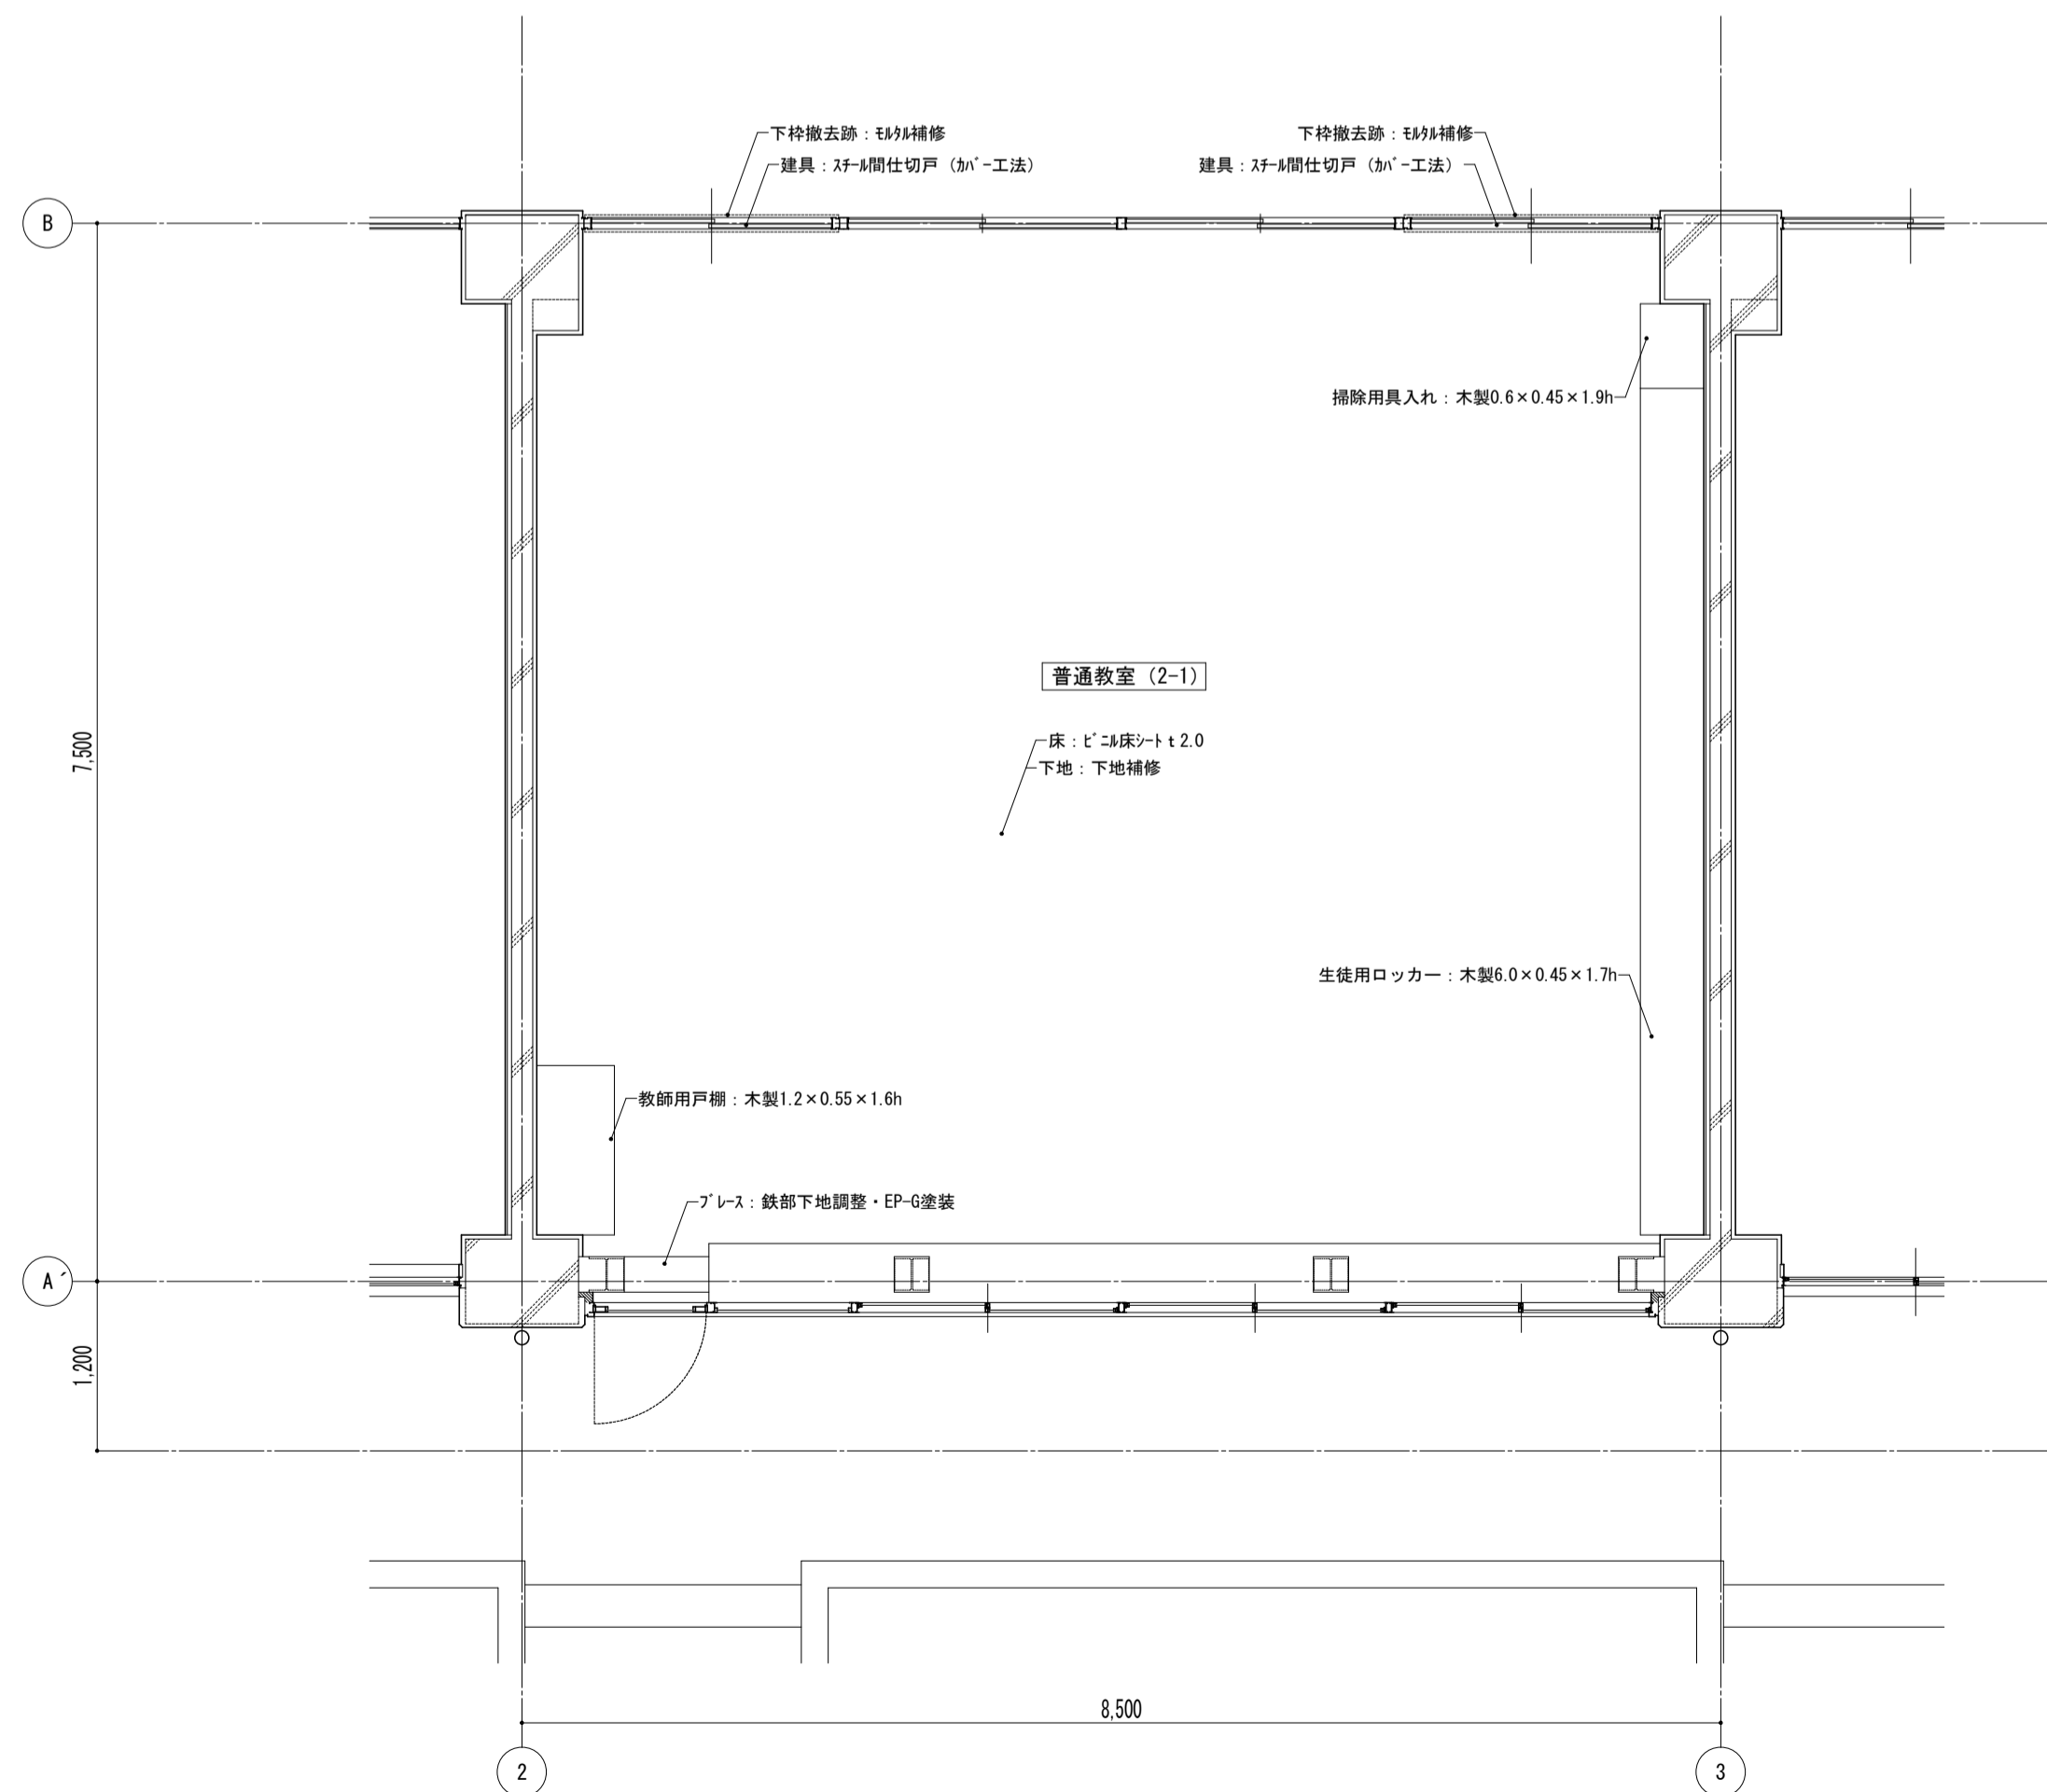 下枠撤去跡：ﾓﾙﾀﾙ補修
下枠撤去跡：ﾓﾙﾀﾙ補修
建具：ｽﾁｰﾙ間仕切戸（ｶﾊﾞｰ工法）
建具：ｽﾁｰﾙ間仕切戸（ｶﾊﾞｰ工法）
B
掃除用具入れ：木製0.6×0.45×1.9h
普通教室（2-1）
7,500
床：ﾋﾞﾆﾙ床ｼｰﾄｔ2.0
下地：下地補修
生徒用ロッカー：木製6.0×0.45×1.7h
教師用戸棚：木製1.2×0.55×1.6h
ﾌﾞﾚｰｽ：鉄部下地調整・EP-G塗装
A´
1,200
8,500
2
3